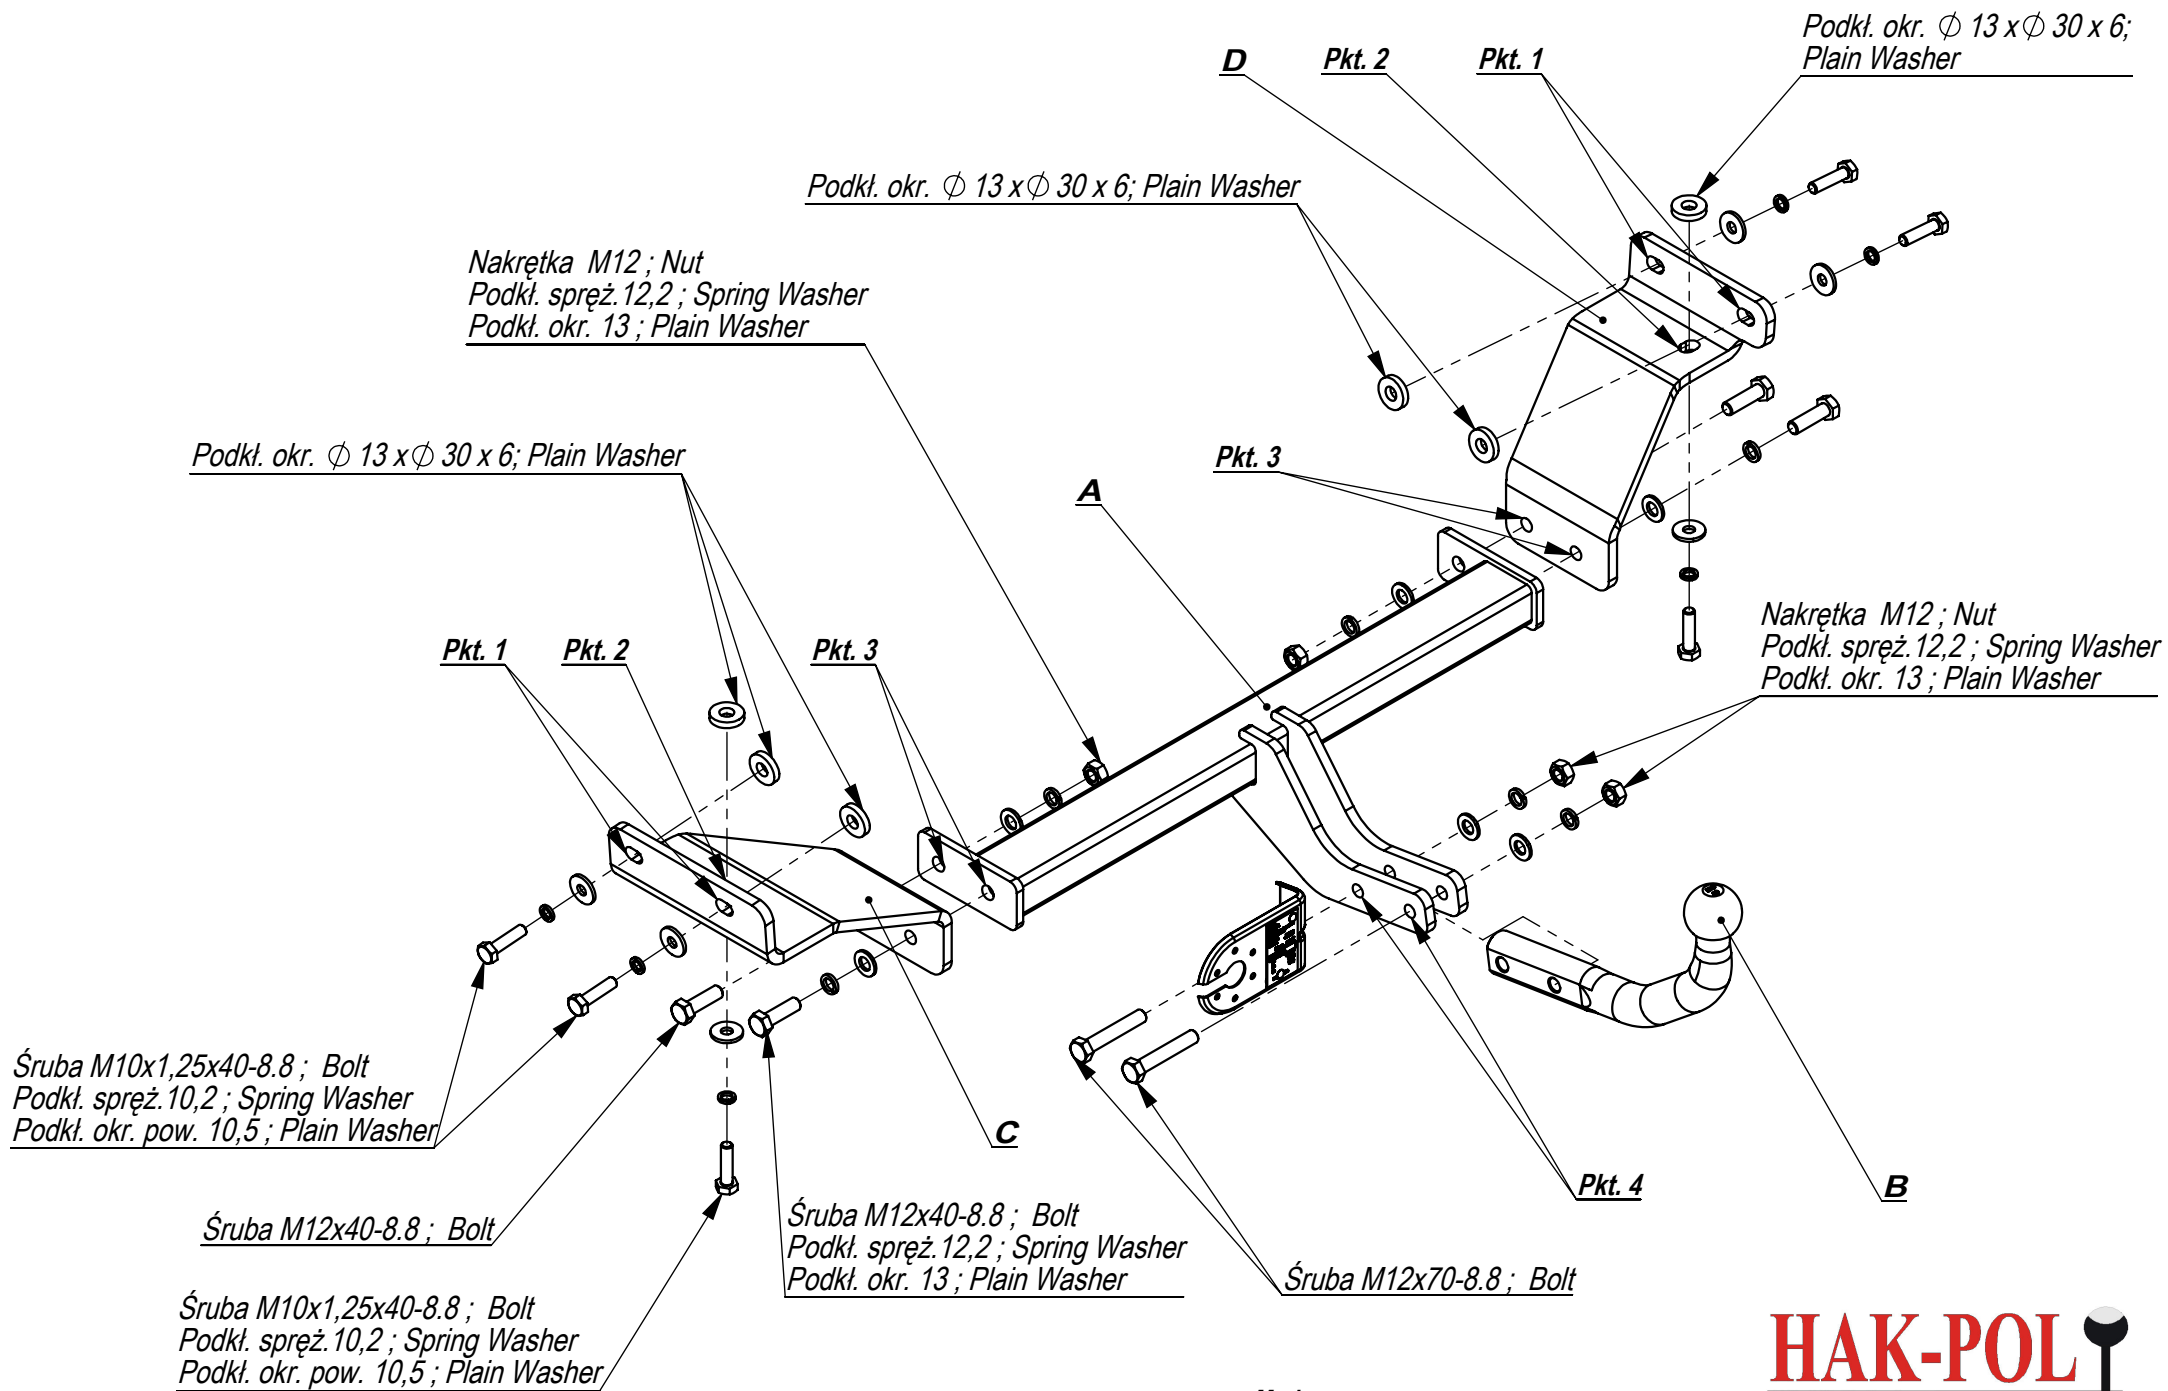 Podkł. okr. ∅ 13 x∅ 30 x 6;
Plain Washer
D
Pkt. 2
Pkt. 1
Podkł. okr. ∅ 13 x∅ 30 x 6; Plain Washer
Nakrętka M12 ; Nut
Podkł. spręż.12,2 ; Spring Washer
Podkł. okr. 13 ; Plain Washer
Podkł. okr. ∅ 13 x∅ 30 x 6; Plain Washer
Pkt. 3
A
Nakrętka M12 ; Nut
Podkł. spręż.12,2 ; Spring Washer
Podkł. okr. 13 ; Plain Washer
Pkt. 1
Pkt. 2
Pkt. 3
Śruba M10x1,25x40-8.8 ; Bolt
Podkł. spręż.10,2 ; Spring Washer
Podkł. okr. pow. 10,5 ; Plain Washer
C
Pkt. 4
B
Śruba M12x40-8.8 ; Bolt
Śruba M12x40-8.8 ; Bolt
Podkł. spręż.12,2 ; Spring Washer
Podkł. okr. 13 ; Plain Washer
Śruba M12x70-8.8 ; Bolt
Śruba M10x1,25x40-8.8 ; Bolt
Podkł. spręż.10,2 ; Spring Washer
Podkł. okr. pow. 10,5 ; Plain Washer
HAK-POL